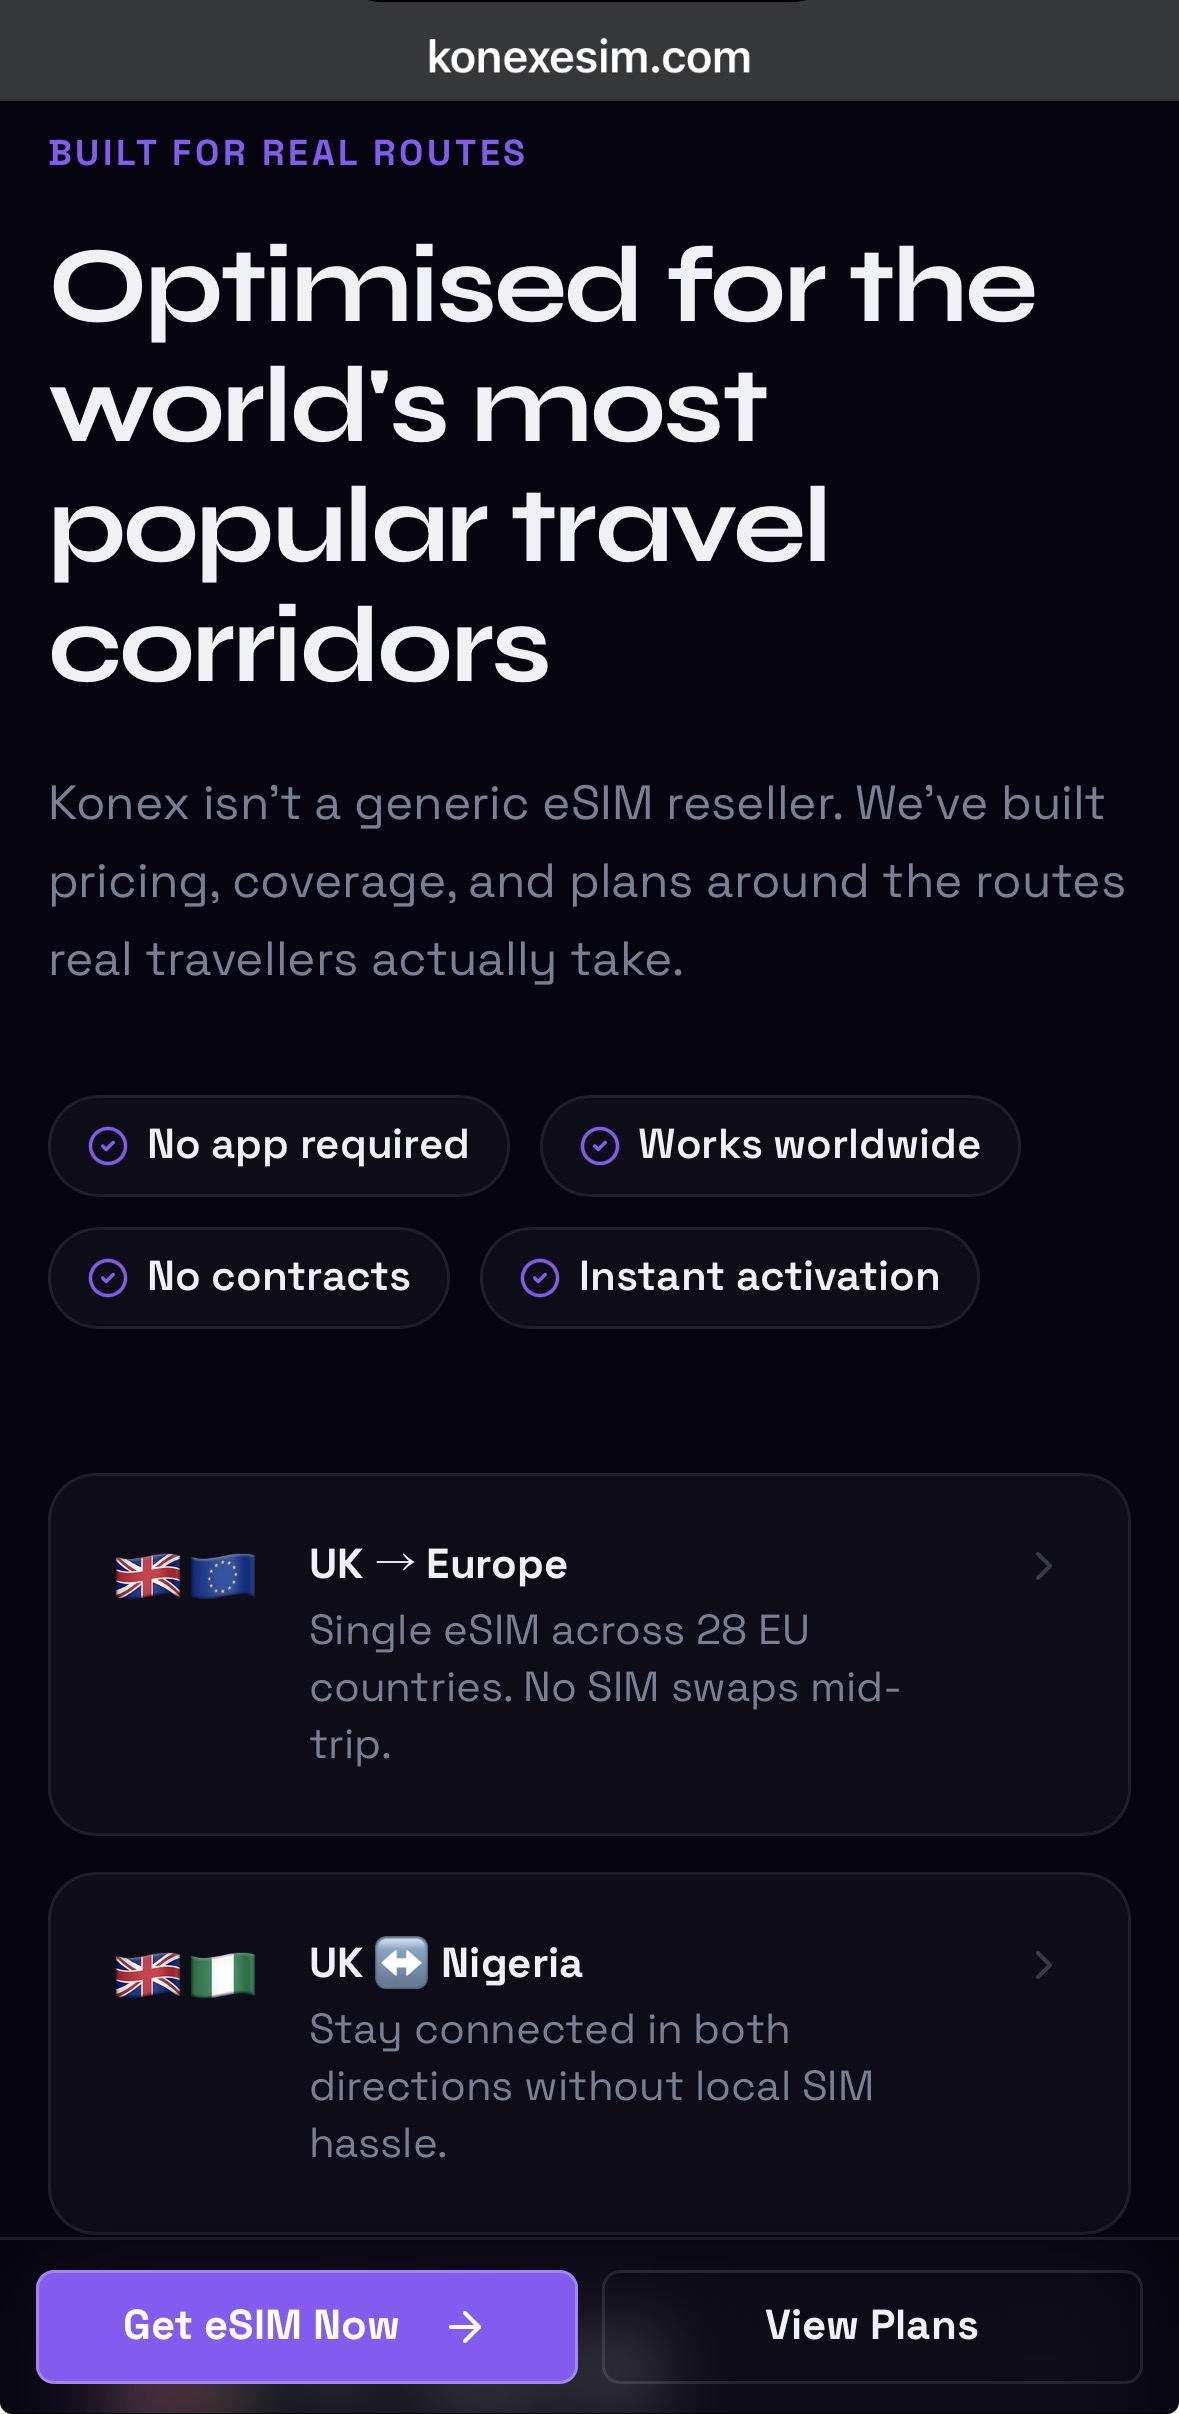 konexesim.com
BUILT FOR REAL ROUTES
Optimised for the
world's most
popular travel
corridors
Konex isn’t a generic eSIM reseller. We’ve built
pricing, coverage, and plans around the routes
real travellers actually take.
No app required
Works worldwide
No contracts
Instant activation
UK → Europe
Single eSIM across 28 EU
countries. No SIM swaps mid-
trip.
UK ↔️ Nigeria
Stay connected in both
directions without local SIM
hassle.
Get eSIM Now →
View Plans